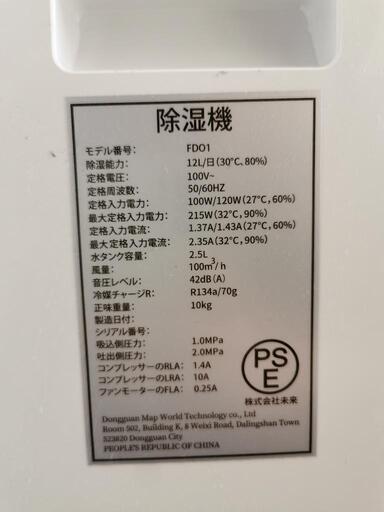 除湿機
モデル番号: FDO1
除湿能力: 12L/日(30℃, 80%)
定格電圧: 100V~
定格周波数: 50/60HZ
定格入力電力: 100W/120W (27℃, 60%)
最大定格入力電力: 215W (32℃, 90%)
定格入力電流: 1.37A/1.43A (27℃, 60%)
最大定格入力電流: 2.35A (32℃, 90%)
水タンク容量: 2.5L
風量: 100m³/h
音圧レベル: 42dB (A)
冷媒チャージR: R134a/70g
正味重量: 10kg
製造日付:
シリアル番号:
吸込側圧力: 1.0MPa
吐出側圧力: 2.0MPa
コンプレッサーのRLA: 1.4A
コンプレッサーのLRA: 10A
ファンモーターのFLA: 0.25A
PS
E
株式会社未来
Dongguan Map World Technology co., Ltd
Room 502, Building K, 8 Weixi Road, Dalingshan Town
523820 Dongguan City
PEOPLE'S REPUBLIC OF CHINA